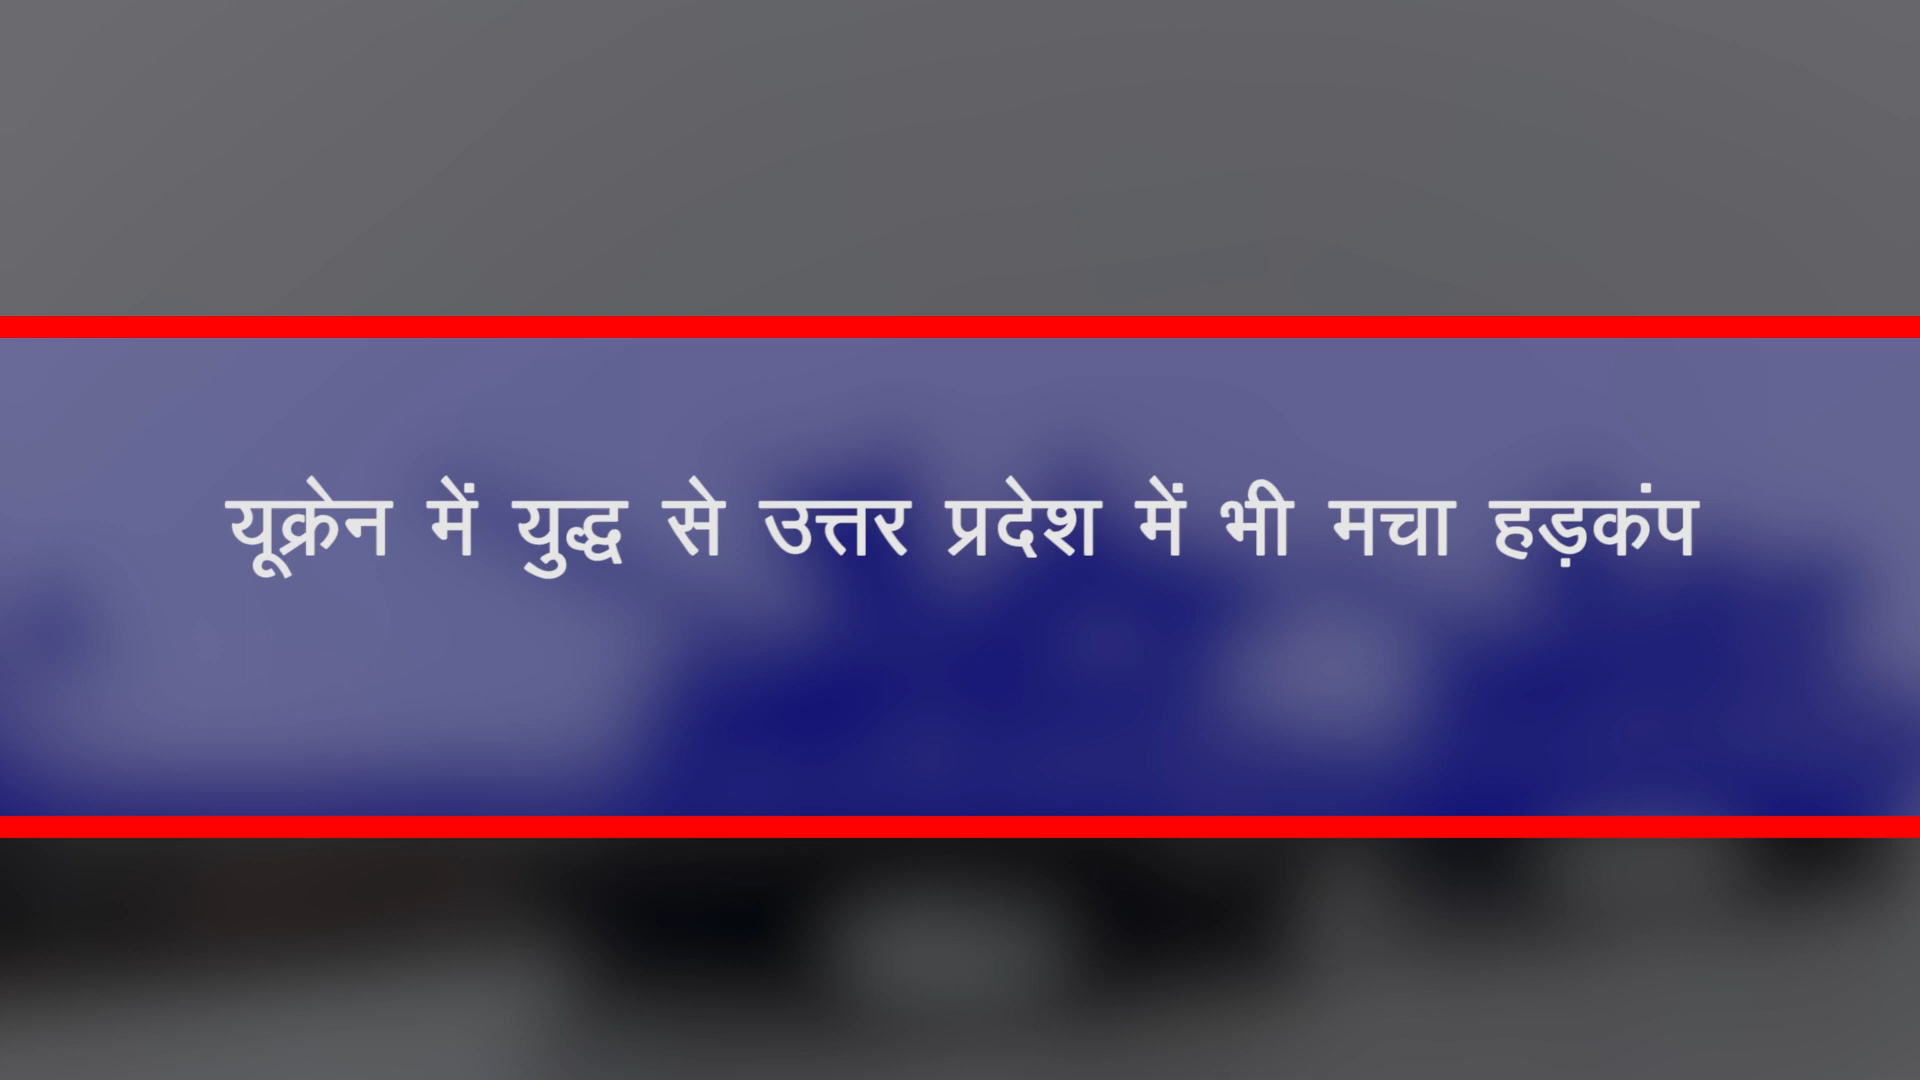 यूक्रेन में युद्ध से उत्तर प्रदेश में भी मचा हड़कंप